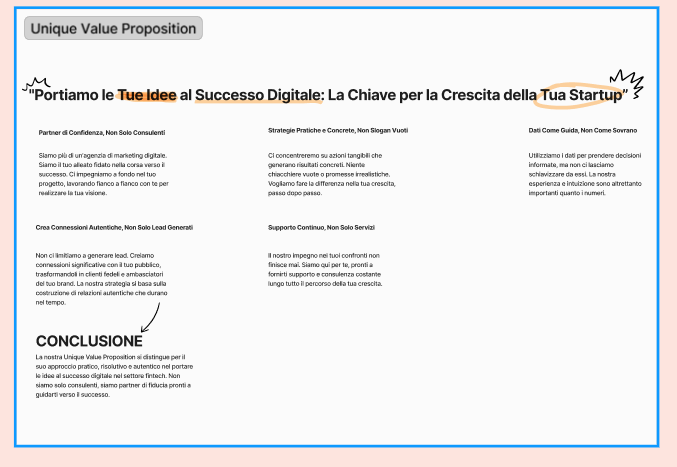 Unique Value Proposition
"Portiamo le Tue Idee al Successo Digitale: La Chiave per la Crescita della Tua Startup"
Partner di Confidenza, Non Solo Consulenti
Siamo più di un'agenzia di marketing digitale.
Siamo il tuo alleato fidato nella corsa verso il
successo. Ci impegniamo a fondo nel tuo
progetto, lavorando fianco a fianco con te per
realizzare la tua visione.
Strategie Pratiche e Concrete, Non Slogan Vuoti
Ci concentreremo su azioni tangibili che
generano risultati concreti. Niente
chiacchiere vuote o promesse irrealistiche.
Vogliamo fare la differenza nella tua crescita,
passo dopo passo.
Dati Come Guida, Non Come Sovrano
Utilizziamo i dati per prendere decisioni
informate, ma non ci lasciamo
schiavizzare da essi. La nostra
esperienza e intuizione sono altrettanto
importanti quanto i numeri.
Crea Connessioni Autentiche, Non Solo Lead Generati
Non ci limitiamo a generare lead. Creiamo
connessioni significative con il tuo pubblico,
trasformandoli in clienti fedeli e ambasciatori
del tuo brand. La nostra strategia si basa sulla
costruzione di relazioni autentiche che durano
nel tempo.
Supporto Continuo, Non Solo Servizi
Il nostro impegno nei tuoi confronti non
finisce mai. Siamo qui per te, pronti a
fornirti supporto e consulenza costante
lungo tutto il percorso della tua crescita.
CONCLUSIONE
La nostra Unique Value Proposition si distingue per il
suo approccio pratico, risolutivo e autentico nel portare
le idee al successo digitale nel settore fintech. Non
siamo solo consulenti, siamo partner di fiducia pronti a
guidarti verso il successo.